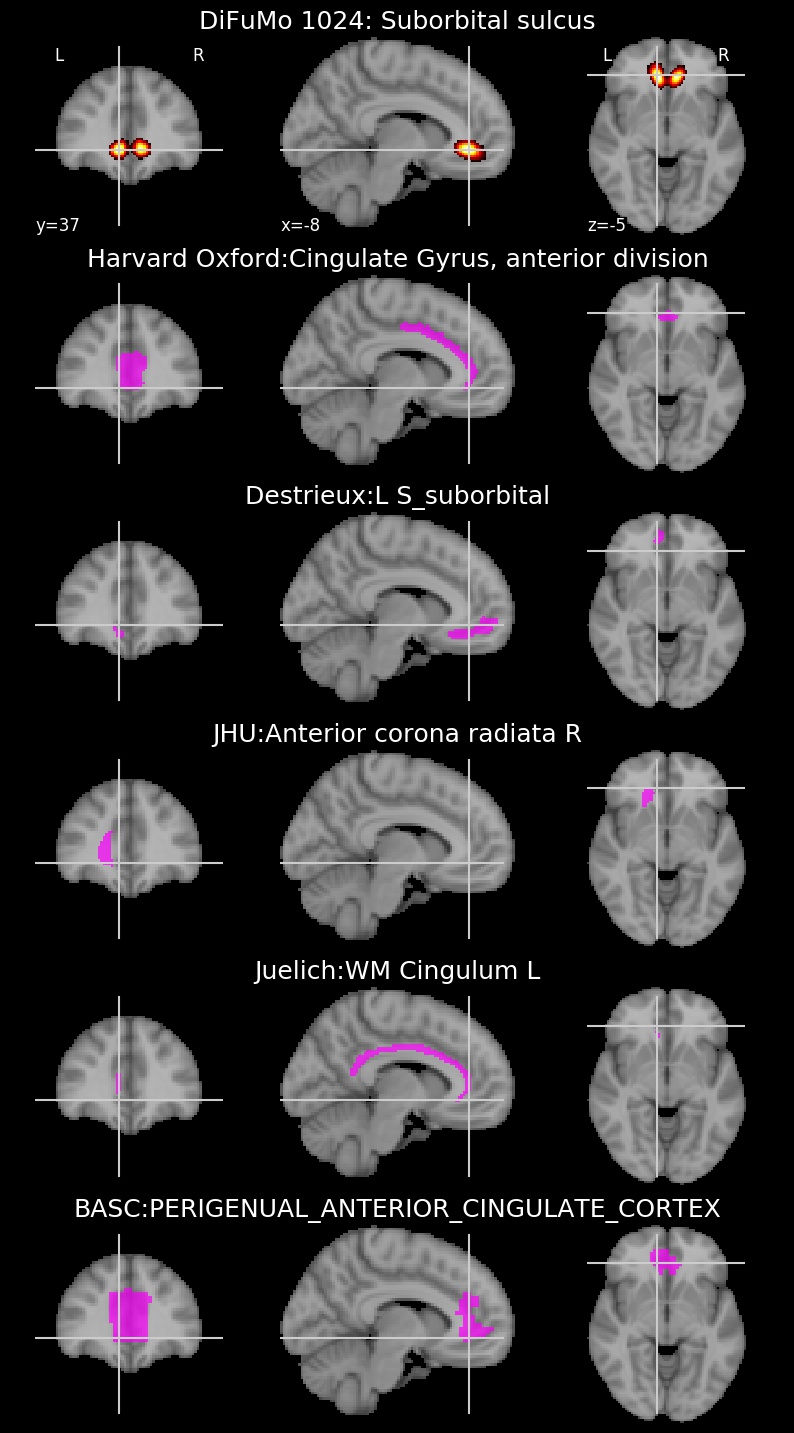 DiFuMo 1024: Suborbital sulcus
L R L R
y=37 x=-8 z=-5
Harvard Oxford:Cingulate Gyrus, anterior division
Destrieux:L S_suborbital
JHU:Anterior corona radiata R
Juelich:WM Cingulum L
BASC:PERIGENUAL_ANTERIOR_CINGULATE_CORTEX